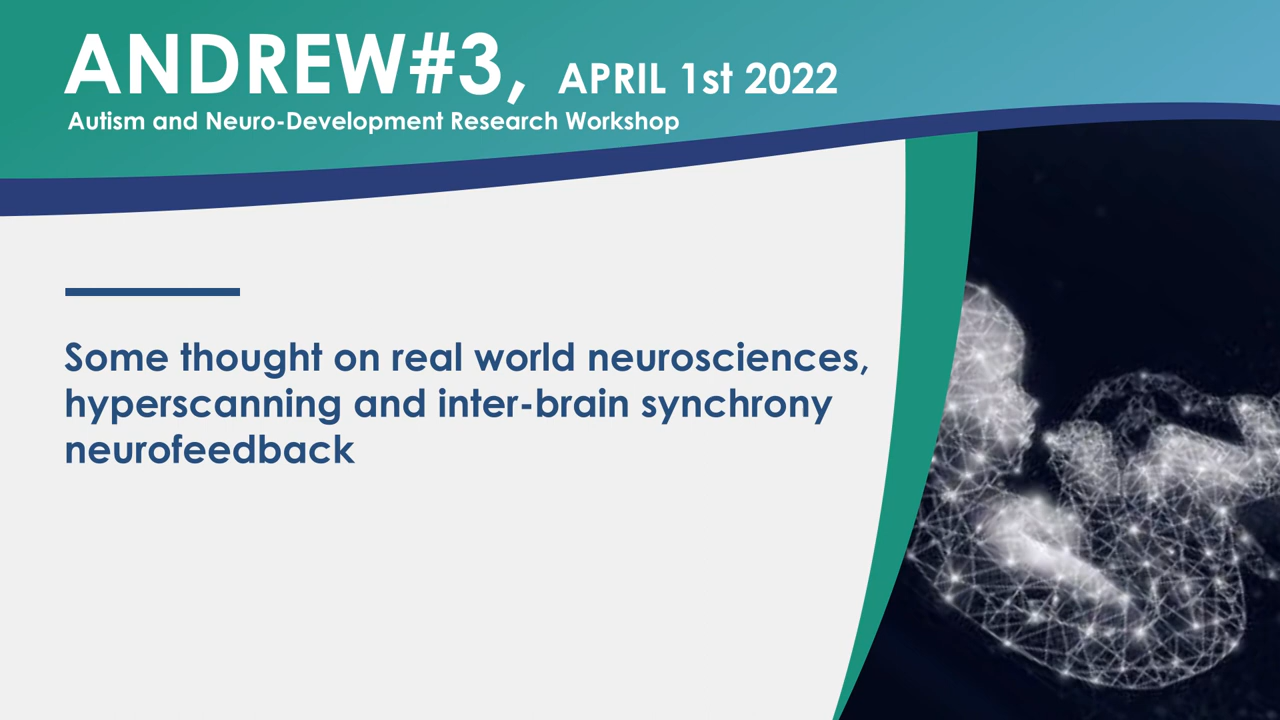 ANDREW#3, APRIL 1st 2022
Autism and Neuro-Development Research Workshop
Some thought on real world neurosciences,
hyperscanning and inter-brain synchrony
neurofeedback